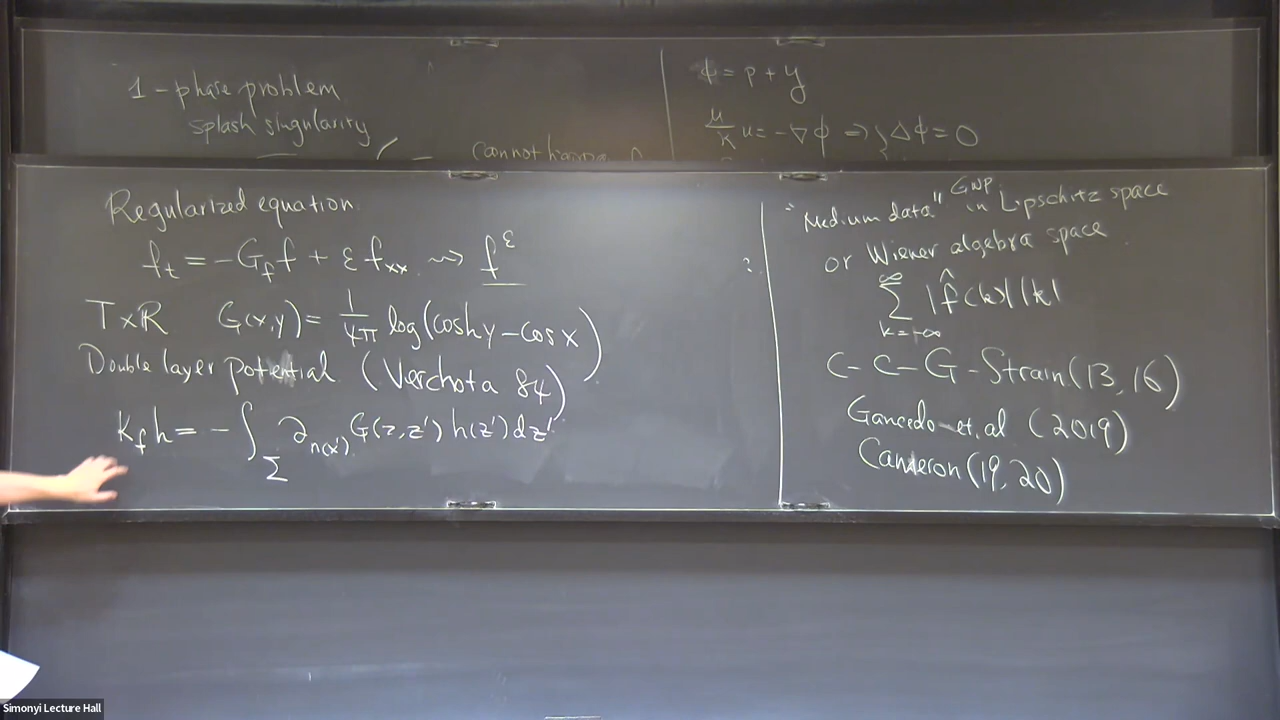 1-phase problem
splash singularity
cannot
ϕ = p + y
μ/k u = -∇ϕ ⇒ { Δϕ = 0
Regularized equation
f_t = -G_f f + ε f_xx ⇝ f^ε
T×R G(x,y) = 1/4π log(cosh y - cos x)
Double layer potential (Verchota 84)
K_f h = - ∫_Σ ∂_n(x') G(z,z') h(z') dz'
"Medium data" GWP in Lipschitz space
or Wiener algebra space
∑_{k=-∞}^{∞} |f̂(k)| |k|
C-C-G-Strain (13, 16)
Gancedo et. al (2019)
Cameron (19, 20)
Simonyi Lecture Hall